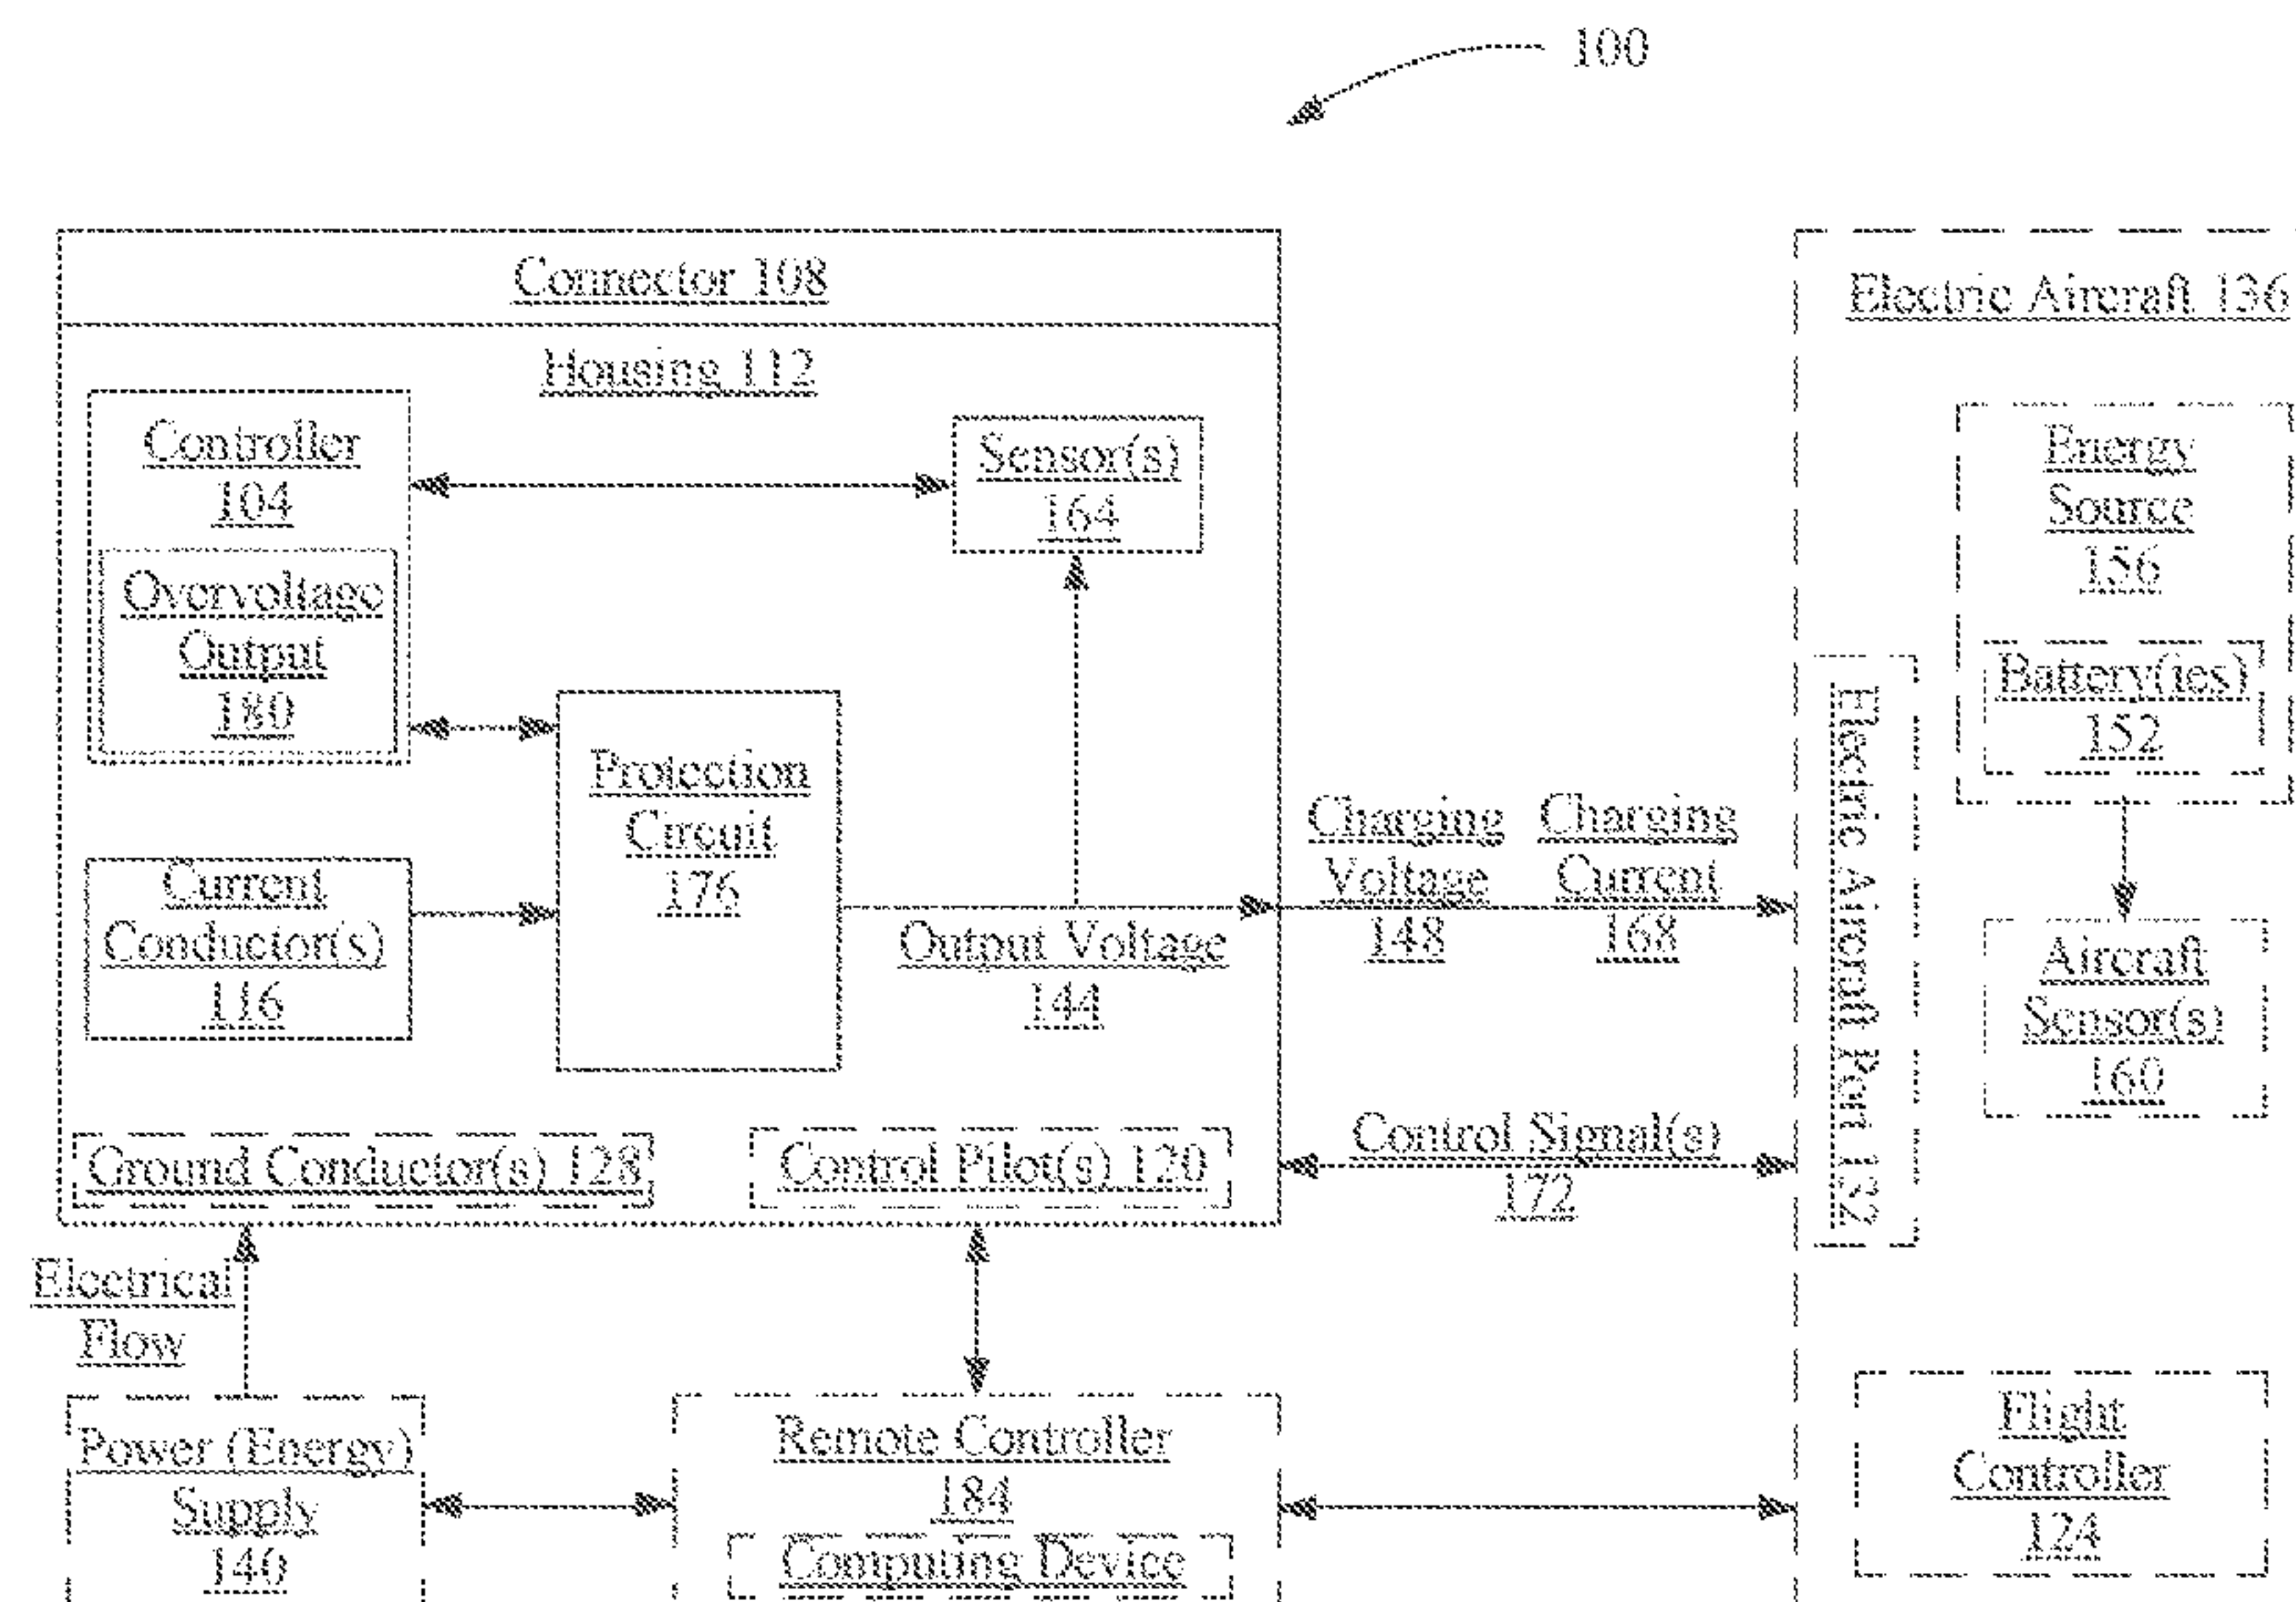 100
Connector 108
Housing 112
Controller
104
Overvoltage
Output
180
Sensor(s)
164
Protection
Circuit
176
Current
Conductor(s)
116
Output Voltage
144
Ground Conductor(s) 128
Control Pilot(s) 120
Charging
Voltage
148
Charging
Current
168
Control Signal(s)
172
Electric Aircraft 136
Energy
Source
156
Battery(ies)
152
Electric Aircraft Port 132
Aircraft
Sensor(s)
160
Electrical
Flow
Power (Energy)
Supply
140
Remote Controller
184
Computing Device
Flight
Controller
124